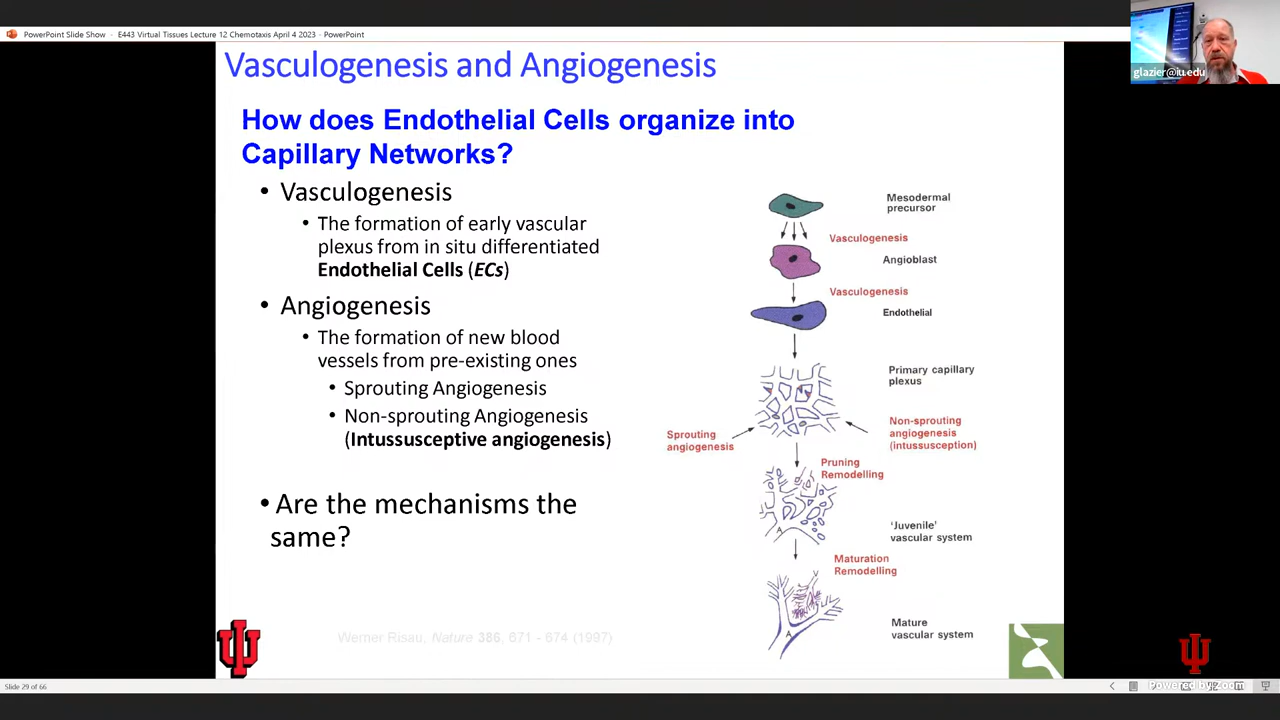 PowerPoint Slide Show - E443 Virtual Tissues Lecture 12 Chemotaxis April 4 2023 - PowerPoint
glazier@iu.edu
Vasculogenesis and Angiogenesis
How does Endothelial Cells organize into
Capillary Networks?
• Vasculogenesis
• The formation of early vascular
plexus from in situ differentiated
Endothelial Cells (ECs)
• Angiogenesis
• The formation of new blood
vessels from pre-existing ones
• Sprouting Angiogenesis
• Non-sprouting Angiogenesis
(Intussusceptive angiogenesis)
• Are the mechanisms the
same?
Mesodermal
precursor
Vasculogenesis
Angioblast
Vasculogenesis
Endothelial
Primary capillary
plexus
Sprouting
angiogenesis
Non-sprouting
angiogenesis
(intussusception)
Pruning
Remodelling
A
'Juvenile'
vascular system
Maturation
Remodelling
A
Mature
vascular system
Werner Risau, Nature 386, 671 - 674 (1997)
Slide 29 of 66
Powered by Zoom